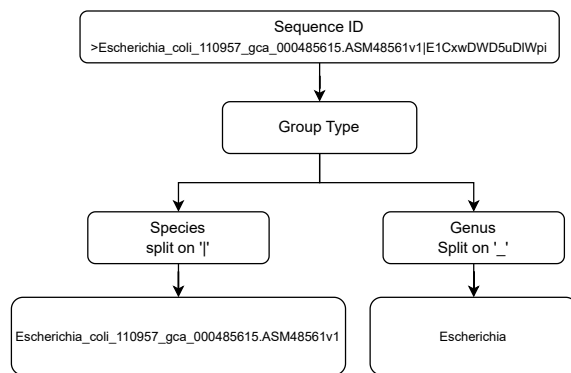 Sequence ID
>Escherichia_coli_110957_gca_000485615.ASM48561v1|E1CxwDWD5uDlWpi
Group Type
Species
split on '|'
Genus
Split on '_'
Escherichia_coli_110957_gca_000485615.ASM48561v1
Escherichia